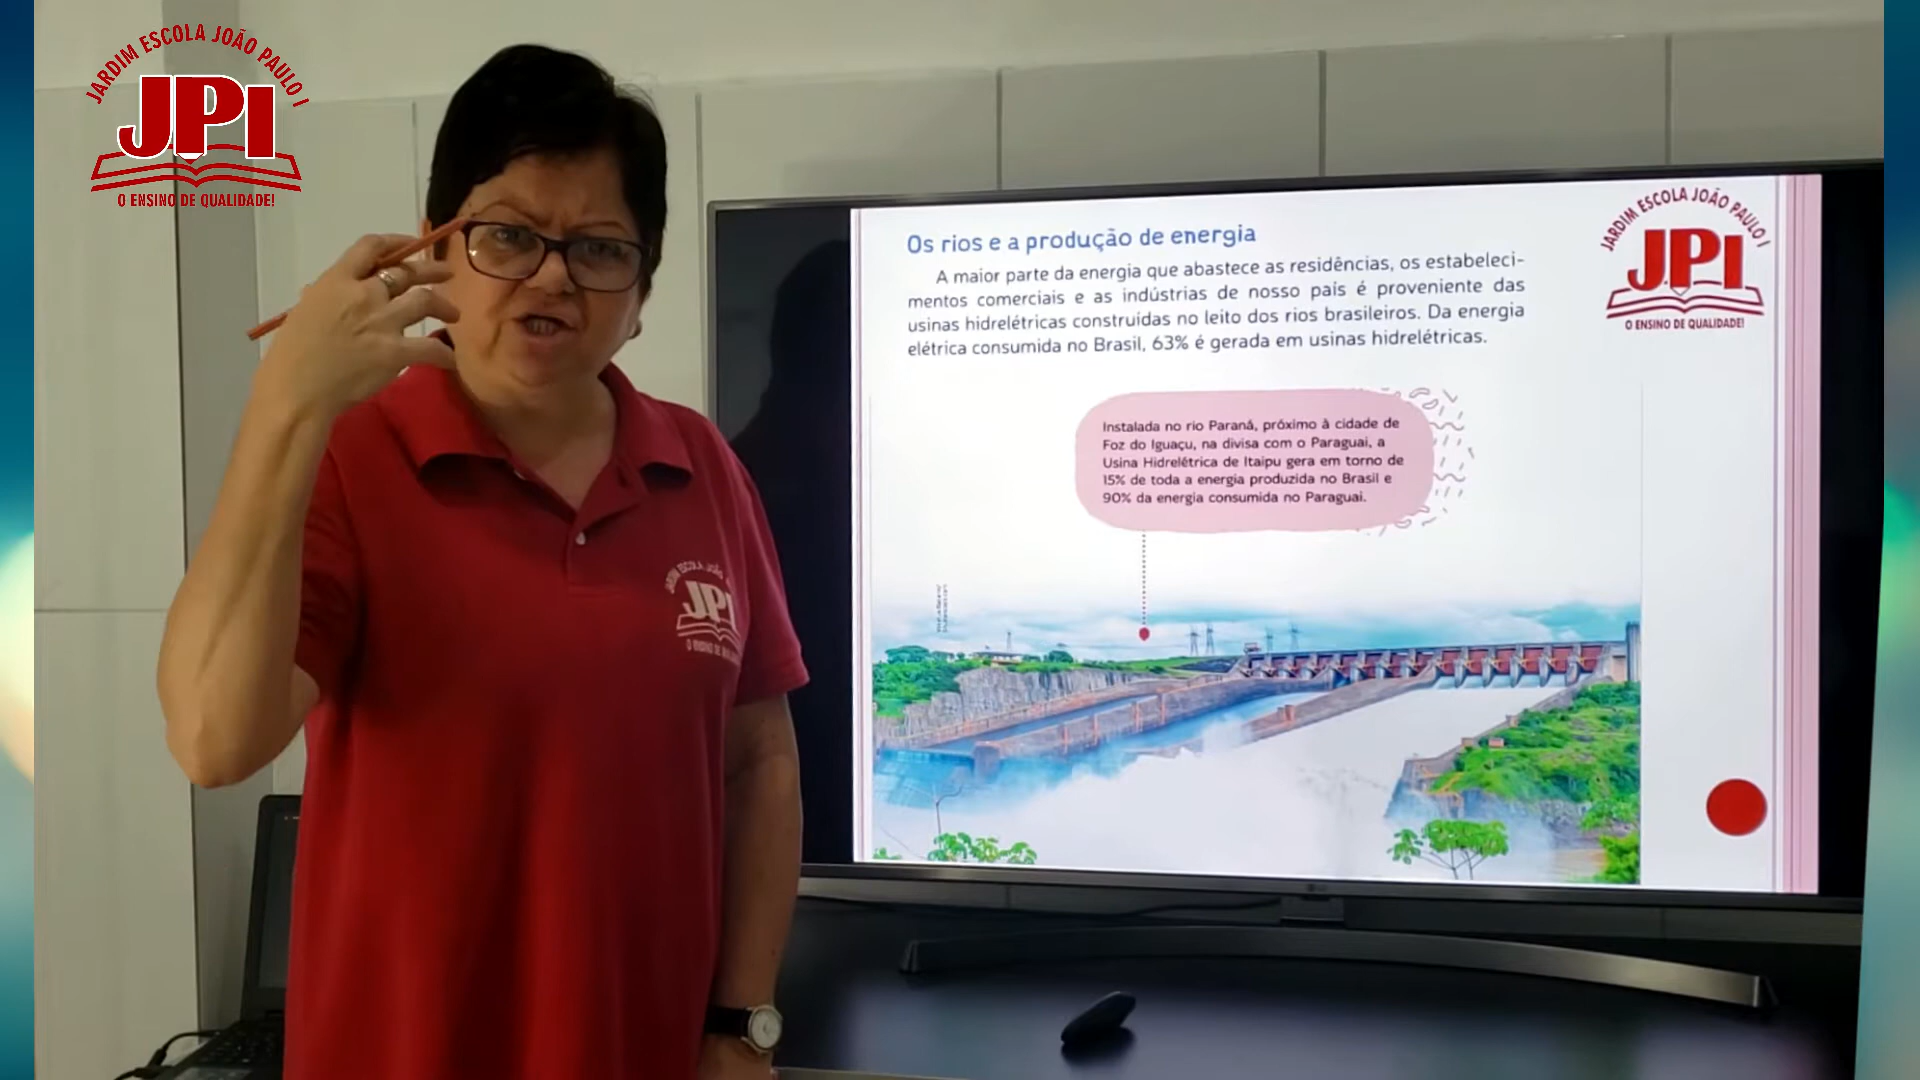 JARDIM ESCOLA JOÃO PAULO I
JPI
O ENSINO DE QUALIDADE!
Os rios e a produção de energia
A maior parte da energia que abastece as residências, os estabeleci-
mentos comerciais e as indústrias de nosso país é proveniente das
usinas hidrelétricas construídas no leito dos rios brasileiros. Da energia
elétrica consumida no Brasil, 63% é gerada em usinas hidrelétricas.
JARDIM ESCOLA JOÃO PAULO I
JPI
O ENSINO DE QUALIDADE!
Instalada no rio Paraná, próximo à cidade de
Foz do Iguaçu, na divisa com o Paraguai, a
Usina Hidrelétrica de Itaipu gera em torno de
15% de toda a energia produzida no Brasil e
90% da energia consumida no Paraguai.
ESCOLA JOÃO
JPI
O ENSINO DE
LG